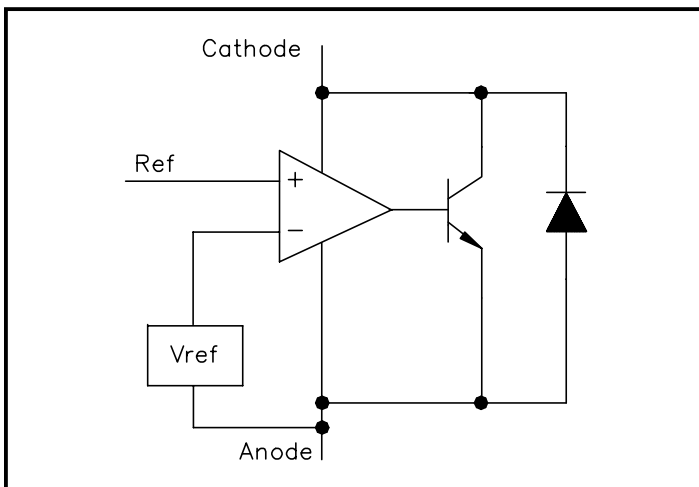 Cathode
Ref
+
−
Vref
Anode